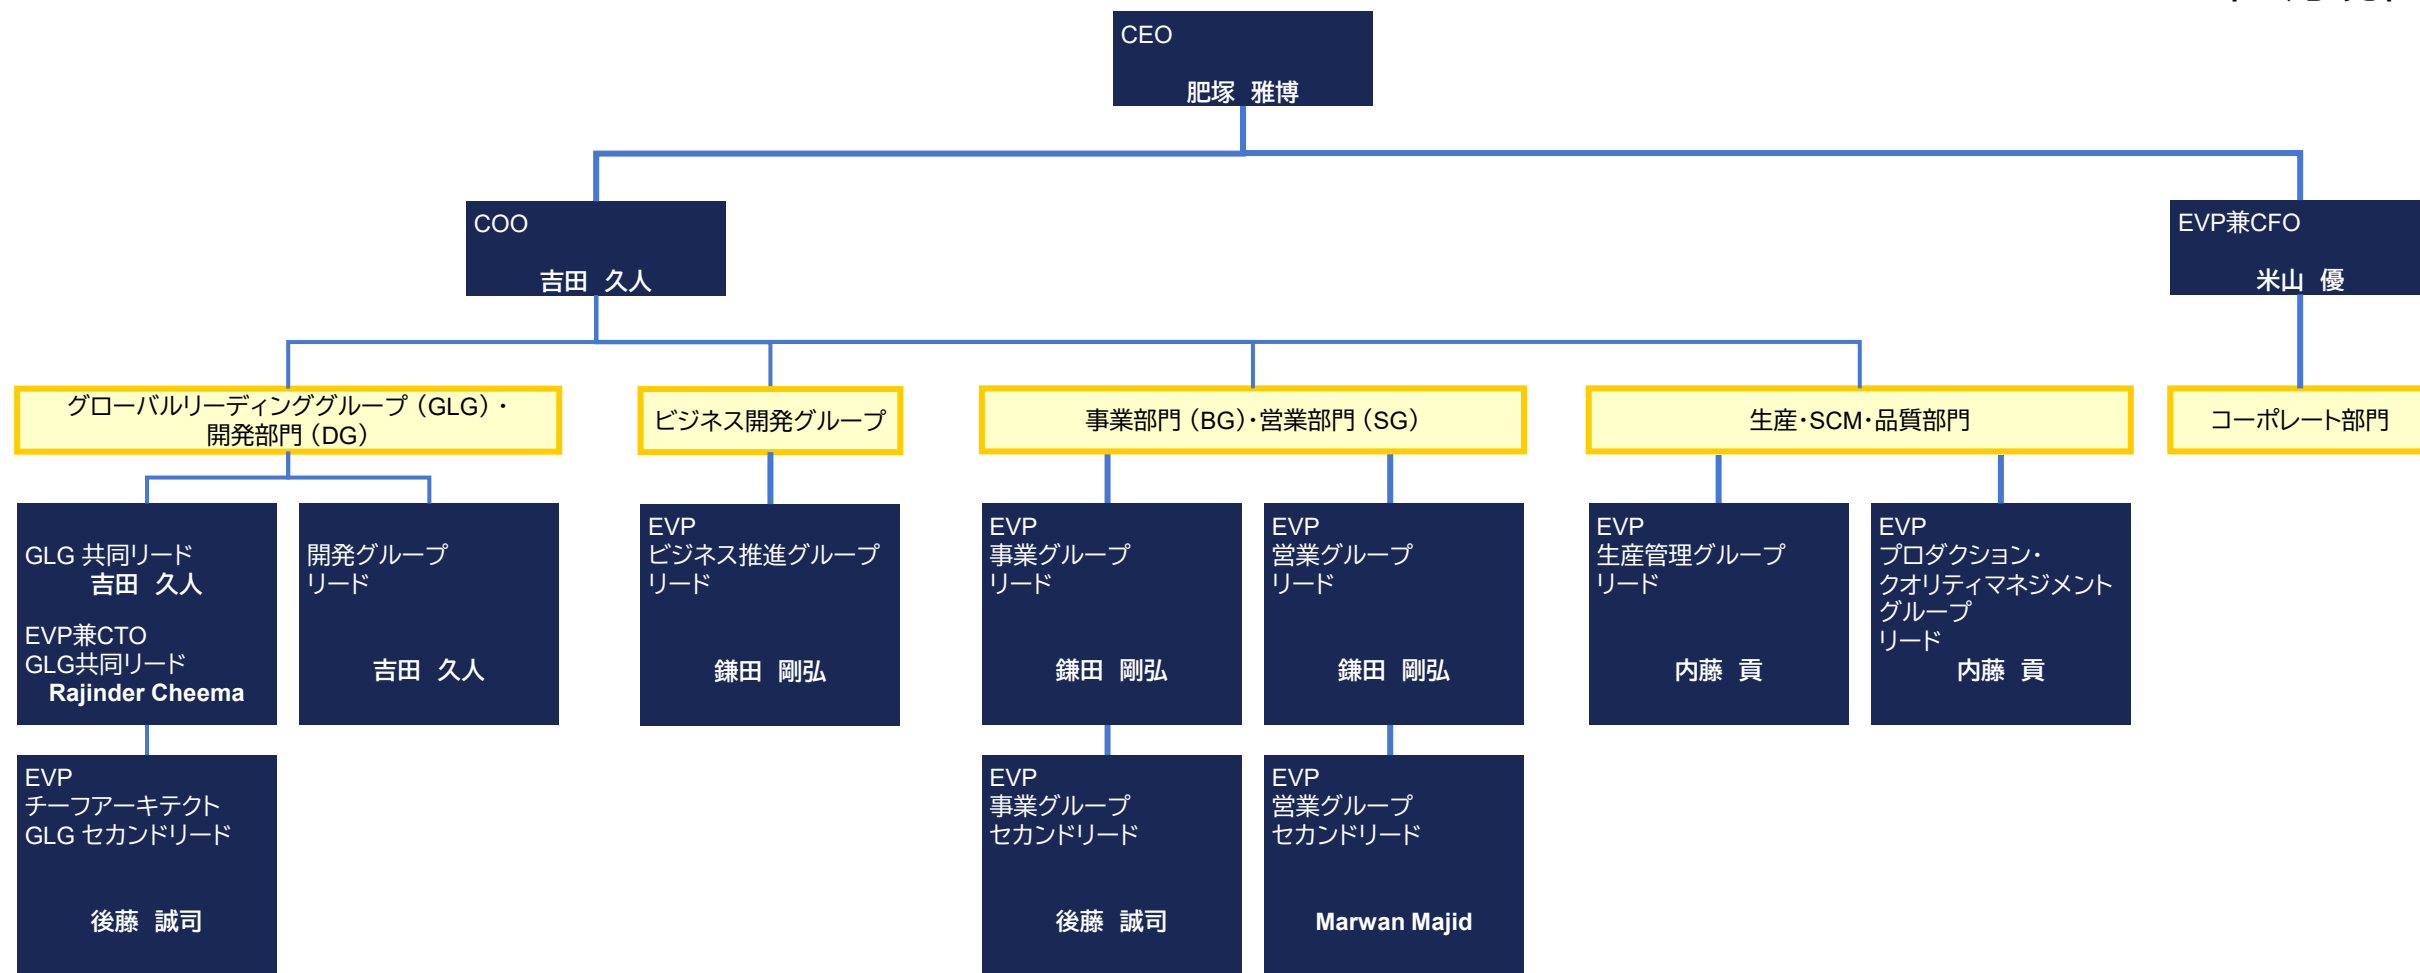 CEO
肥塚 雅博
COO
吉田 久人
EVP兼CFO
米山 優
グローバルリーディンググループ（GLG）・
開発部門（DG）
ビジネス開発グループ
事業部門（BG）・営業部門（SG）
生産・SCM・品質部門
コーポレート部門
GLG 共同リード
吉田 久人
EVP兼CTO
GLG共同リード
Rajinder Cheema
開発グループ
リード
吉田 久人
EVP
ビジネス推進グループ
リード
鎌田 剛弘
EVP
事業グループ
リード
鎌田 剛弘
EVP
営業グループ
リード
鎌田 剛弘
EVP
生産管理グループ
リード
内藤 貢
EVP
プロダクション・
クオリティマネジメント
グループ
リード
内藤 貢
EVP
チーフアーキテクト
GLG セカンドリード
後藤 誠司
EVP
事業グループ
セカンドリード
後藤 誠司
EVP
営業グループ
セカンドリード
Marwan Majid